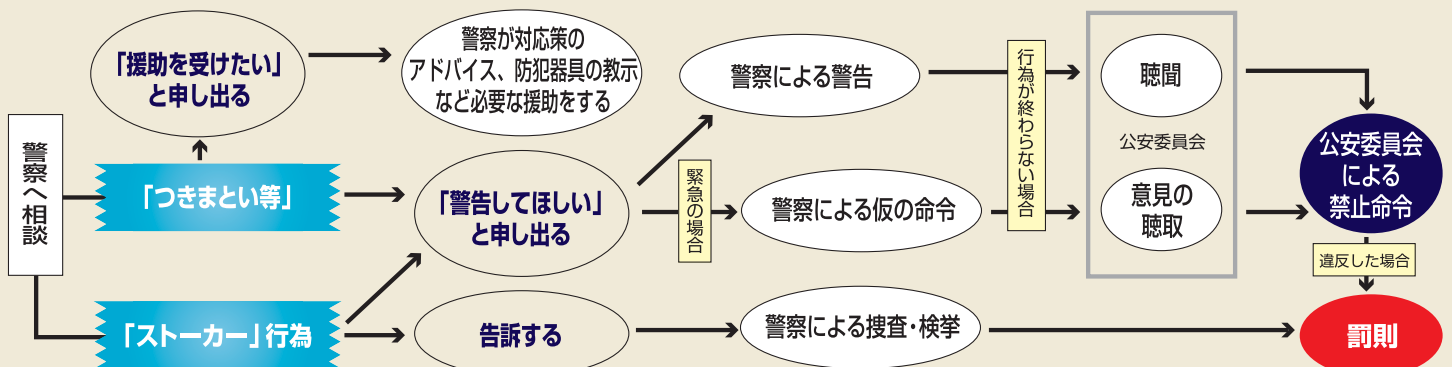 警察へ相談
「援助を受けたい」
と申し出る
警察が対応策の
アドバイス、防犯器具の教示
など必要な援助をする
「つきまとい等」
「警告してほしい」
と申し出る
警察による警告
緊急の場合
警察による仮の命令
行為が終わらない場合
聴聞
公安委員会
意見の
聴取
公安委員会
による
禁止命令
違反した場合
「ストーカー」行為
告訴する
警察による捜査・検挙
罰則